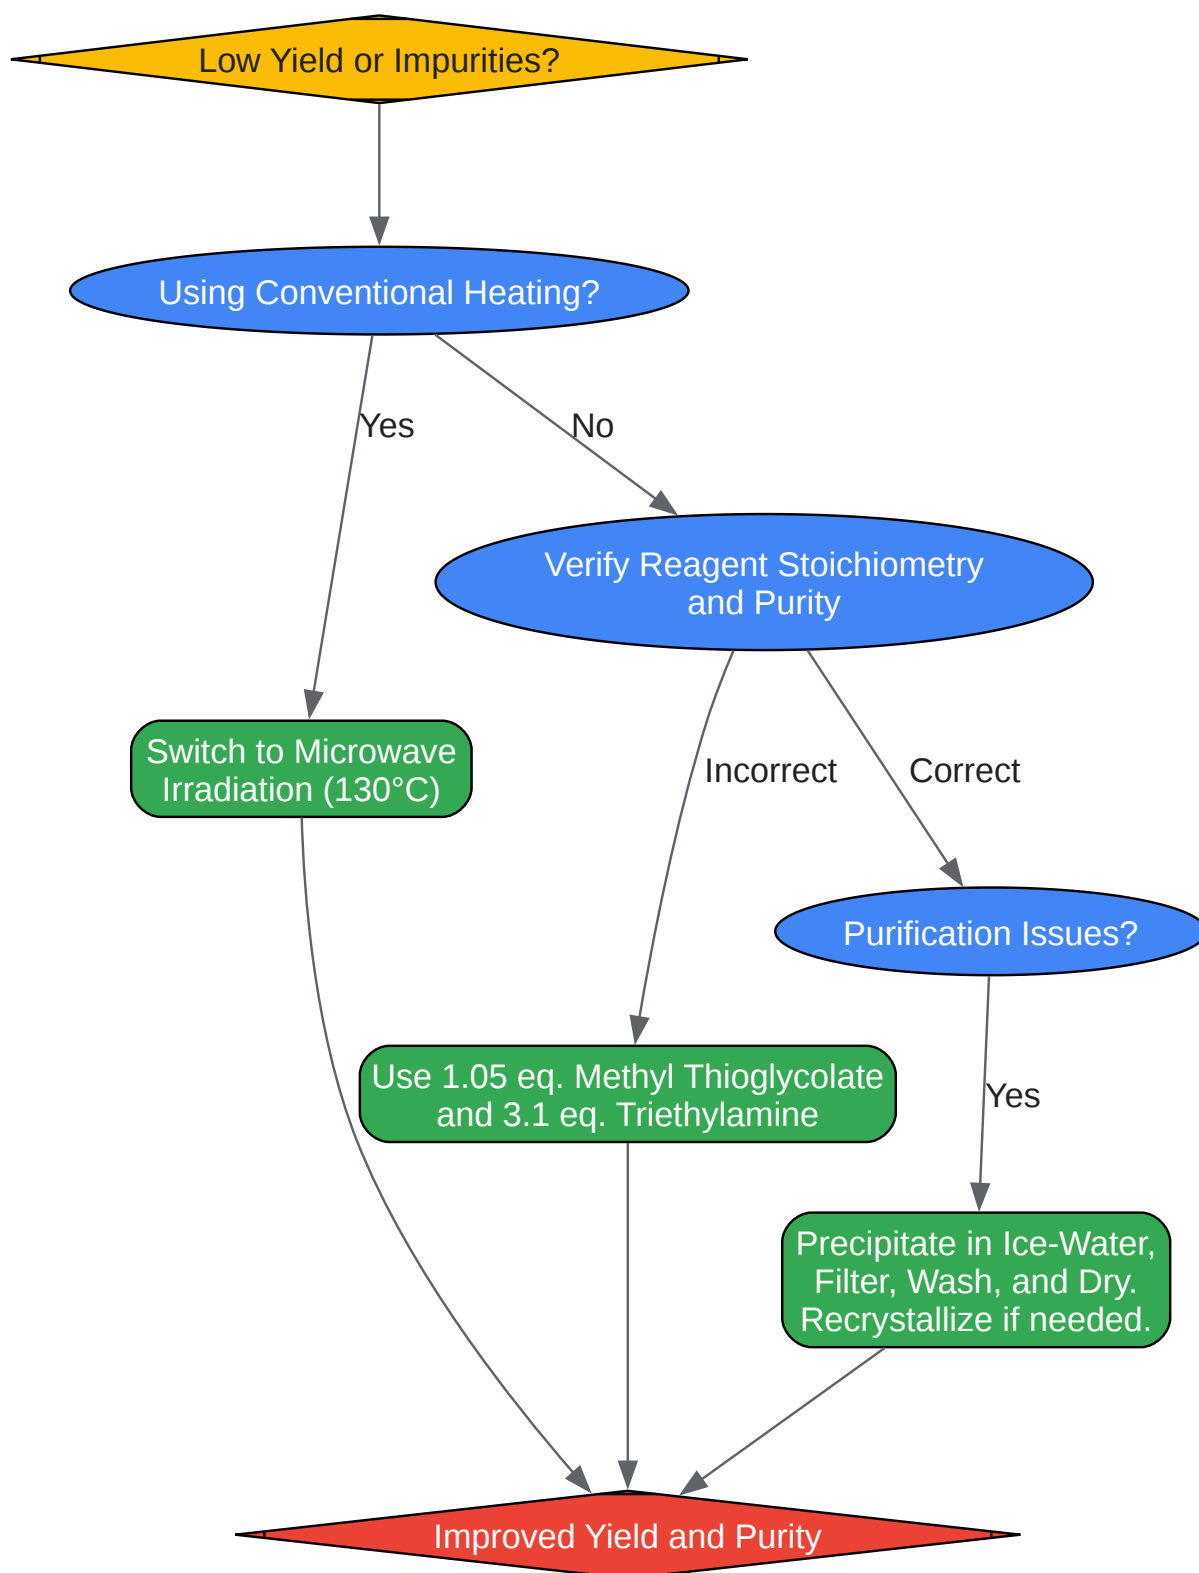 Low Yield or Impurities?
Using Conventional Heating?
Yes
No
Verify Reagent Stoichiometry
and Purity
Switch to Microwave
Irradiation (130°C)
Incorrect
Correct
Purification Issues?
Use 1.05 eq. Methyl Thioglycolate
and 3.1 eq. Triethylamine
Yes
Precipitate in Ice-Water,
Filter, Wash, and Dry.
Recrystallize if needed.
Improved Yield and Purity